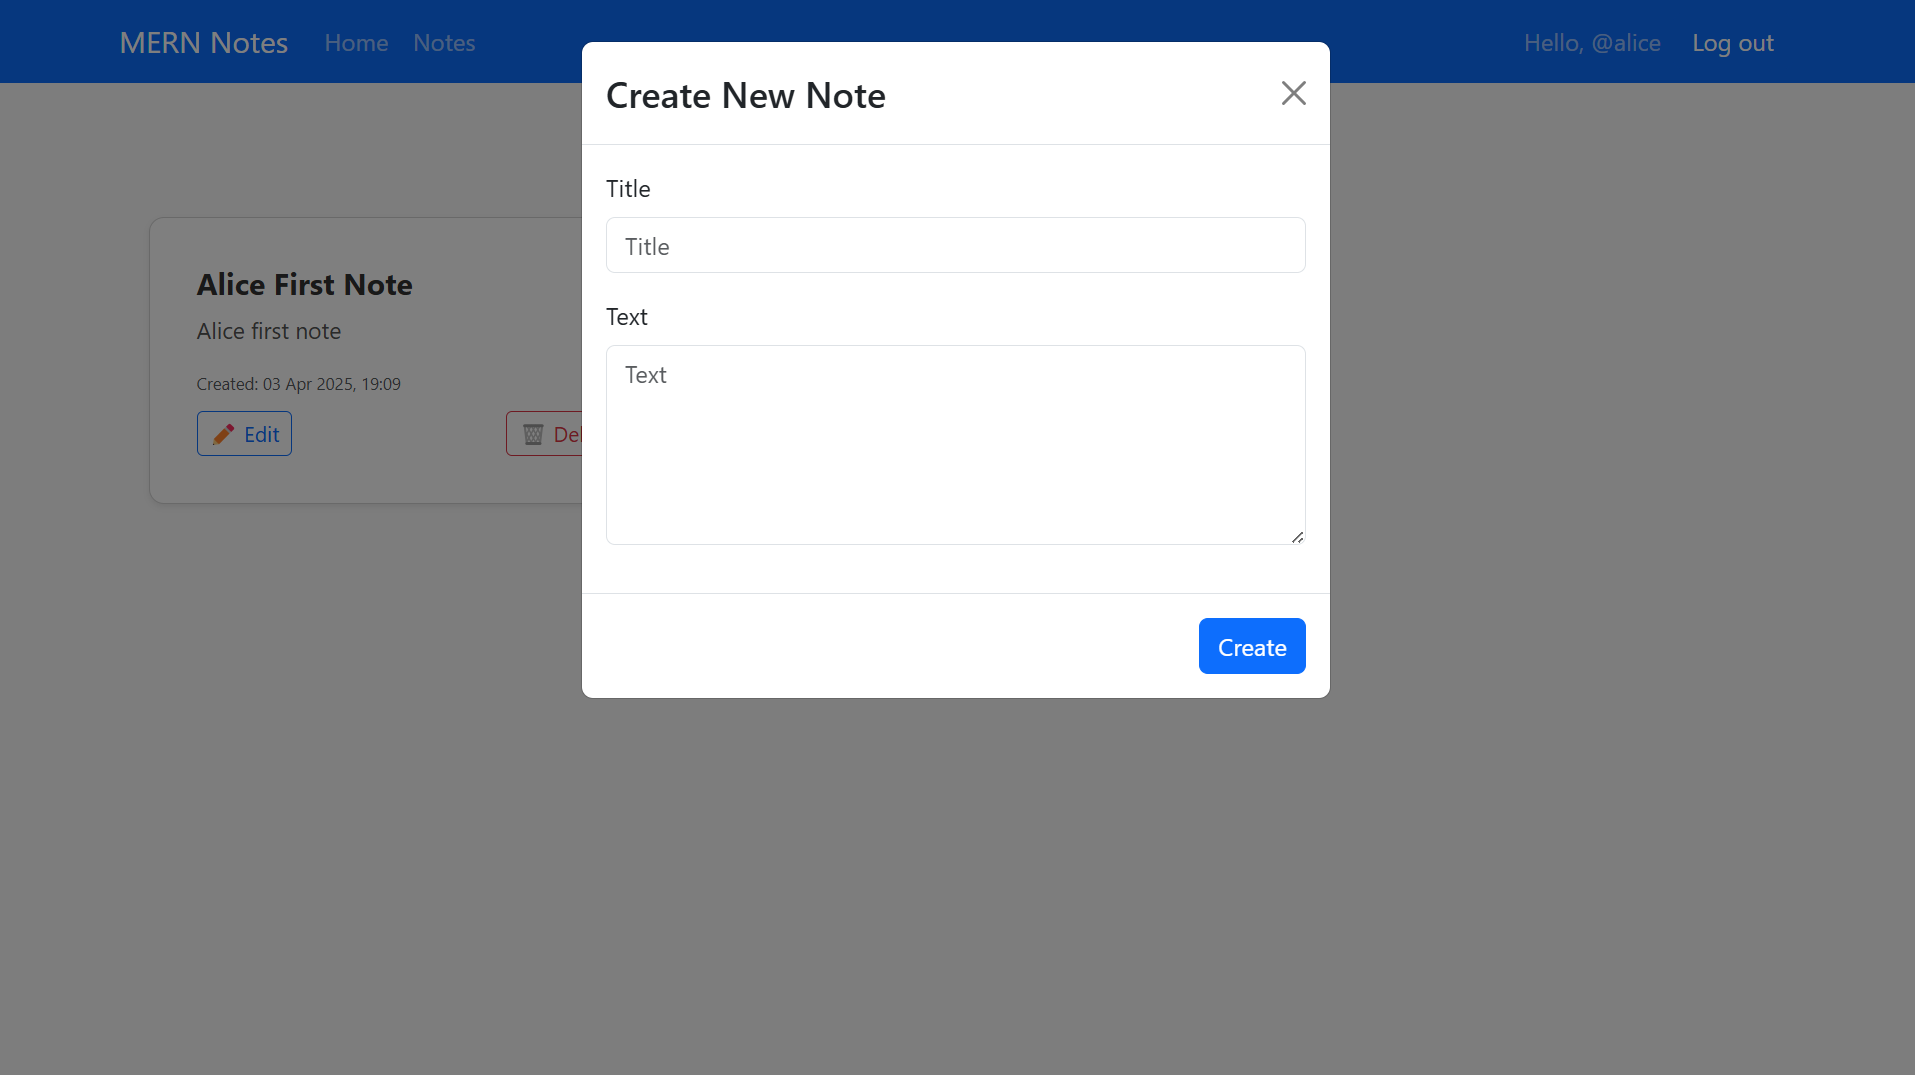 MERN Notes Home Notes Hello, @alice Log out
Create New Note
Title
Title
Text
Text
Create
Alice First Note
Alice first note
Created: 03 Apr 2025, 19:09
Edit Del